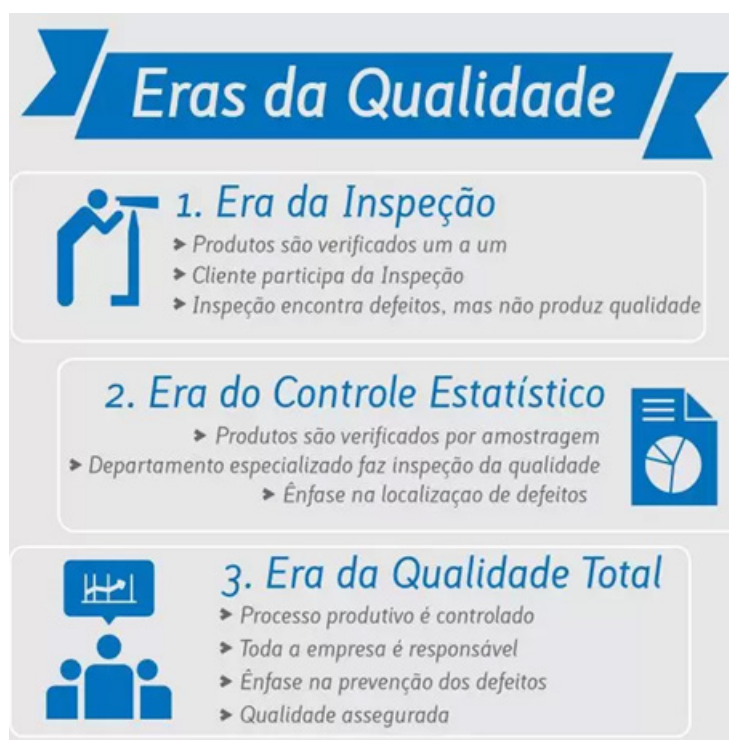 Eras da Qualidade
1. Era da Inspeção
➤ Produtos são verificados um a um
➤ Cliente participa da Inspeção
➤ Inspeção encontra defeitos, mas não produz qualidade
2. Era do Controle Estatístico
➤ Produtos são verificados por amostragem
➤ Departamento especializado faz inspeção da qualidade
➤ Ênfase na localizaçao de defeitos
3. Era da Qualidade Total
➤ Processo produtivo é controlado
➤ Toda a empresa é responsável
➤ Ênfase na prevenção dos defeitos
➤ Qualidade assegurada